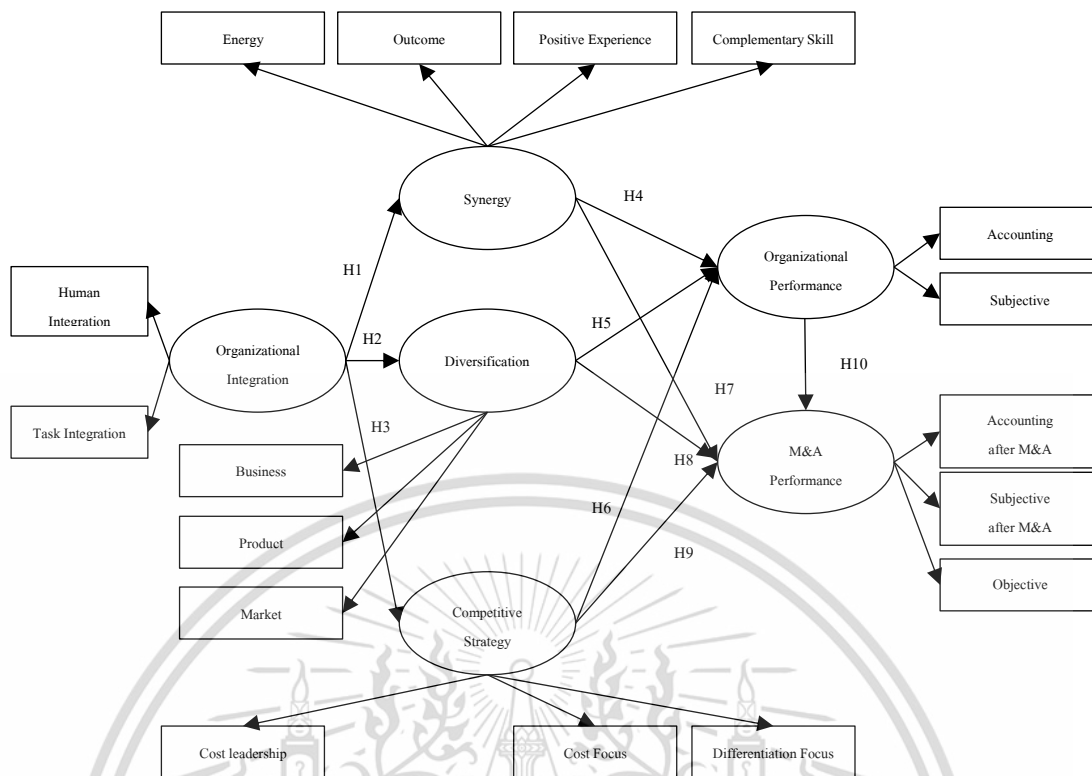 Energy
Outcome
Positive Experience
Complementary Skill
Synergy
H4
Organizational
Performance
Accounting
Subjective
Human
Integration
H1
Organizational
Integration
H2
Diversification
H5
H10
Task Integration
H3
H7
Business
H8
M&A
Performance
Accounting
after M&A
Subjective
after M&A
Product
H6
H9
Objective
Market
Competitive
Strategy
Cost leadership
Cost Focus
Differentiation Focus